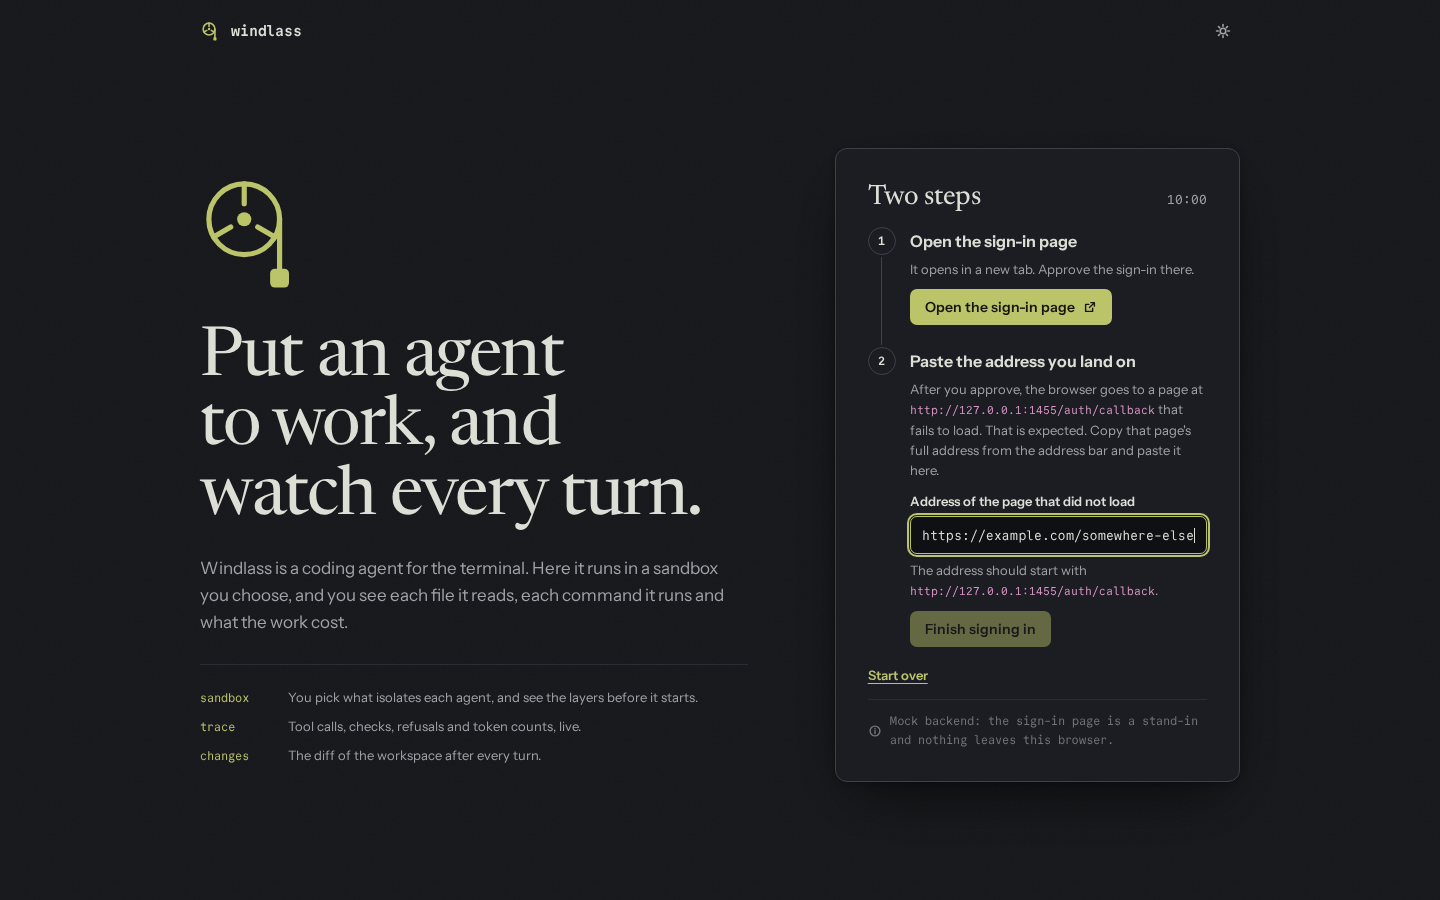 windlass
Put an agent
to work, and
watch every turn.
Windlass is a coding agent for the terminal. Here it runs in a sandbox
you choose, and you see each file it reads, each command it runs and
what the work cost.
sandbox You pick what isolates each agent, and see the layers before it starts.
trace Tool calls, checks, refusals and token counts, live.
changes The diff of the workspace after every turn.
Two steps 10:00
1 Open the sign-in page
It opens in a new tab. Approve the sign-in there.
Open the sign-in page
2 Paste the address you land on
After you approve, the browser goes to a page at
http://127.0.0.1:1455/auth/callback that
fails to load. That is expected. Copy that page's
full address from the address bar and paste it
here.
Address of the page that did not load
https://example.com/somewhere-else
The address should start with
http://127.0.0.1:1455/auth/callback.
Finish signing in
Start over
Mock backend: the sign-in page is a stand-in
and nothing leaves this browser.